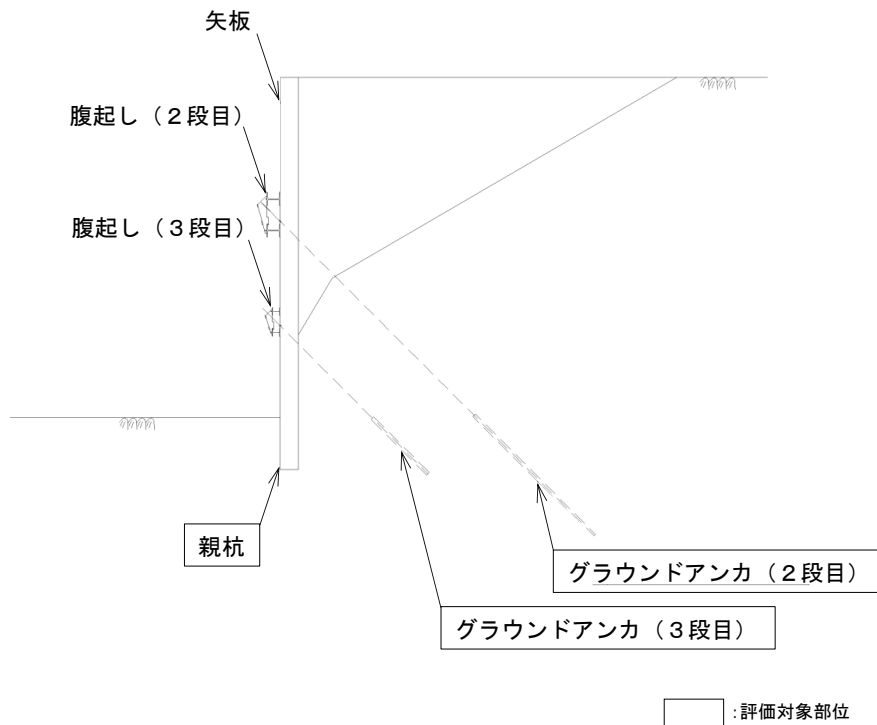 矢板
腹起し（２段目）
腹起し（３段目）
親杭
グラウンドアンカ（２段目）
グラウンドアンカ（３段目）
：評価対象部位